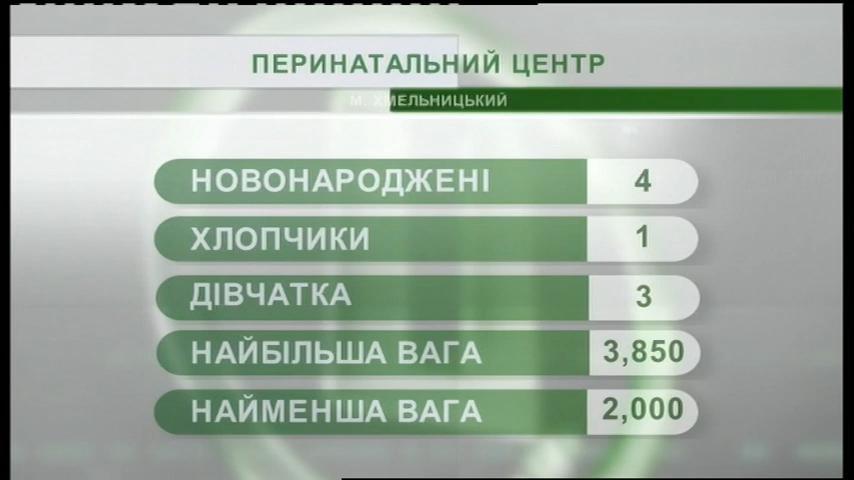 ПЕРИНАТАЛЬНИЙ ЦЕНТР
М. ХМЕЛЬНИЦЬКИЙ
НОВОНАРОДЖЕНІ 4
ХЛОПЧИКИ 1
ДІВЧАТКА 3
НАЙБІЛЬША ВАГА 3,850
НАЙМЕНША ВАГА 2,000